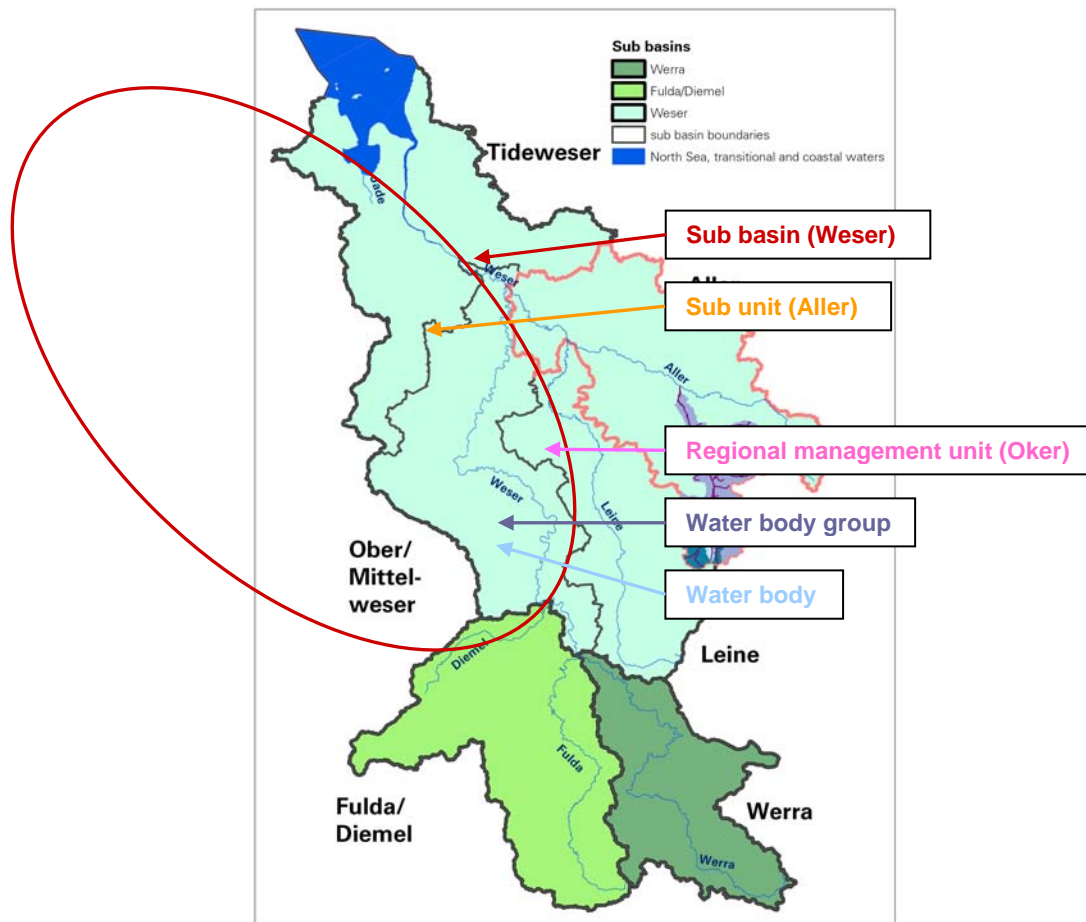 Sub basins
Werra
Fulda/Diemel
Weser
sub basin boundaries
North Sea, transitional and coastal waters
Tideweser
Jade
Sub basin (Weser)
Weser
Sub unit (Aller)
Aller
Regional management unit (Oker)
Weser
Leine
Water body group
Ober/
Mittel-
weser
Water body
Leine
Diemel
Fulda
Fulda/
Diemel
Werra
Werra